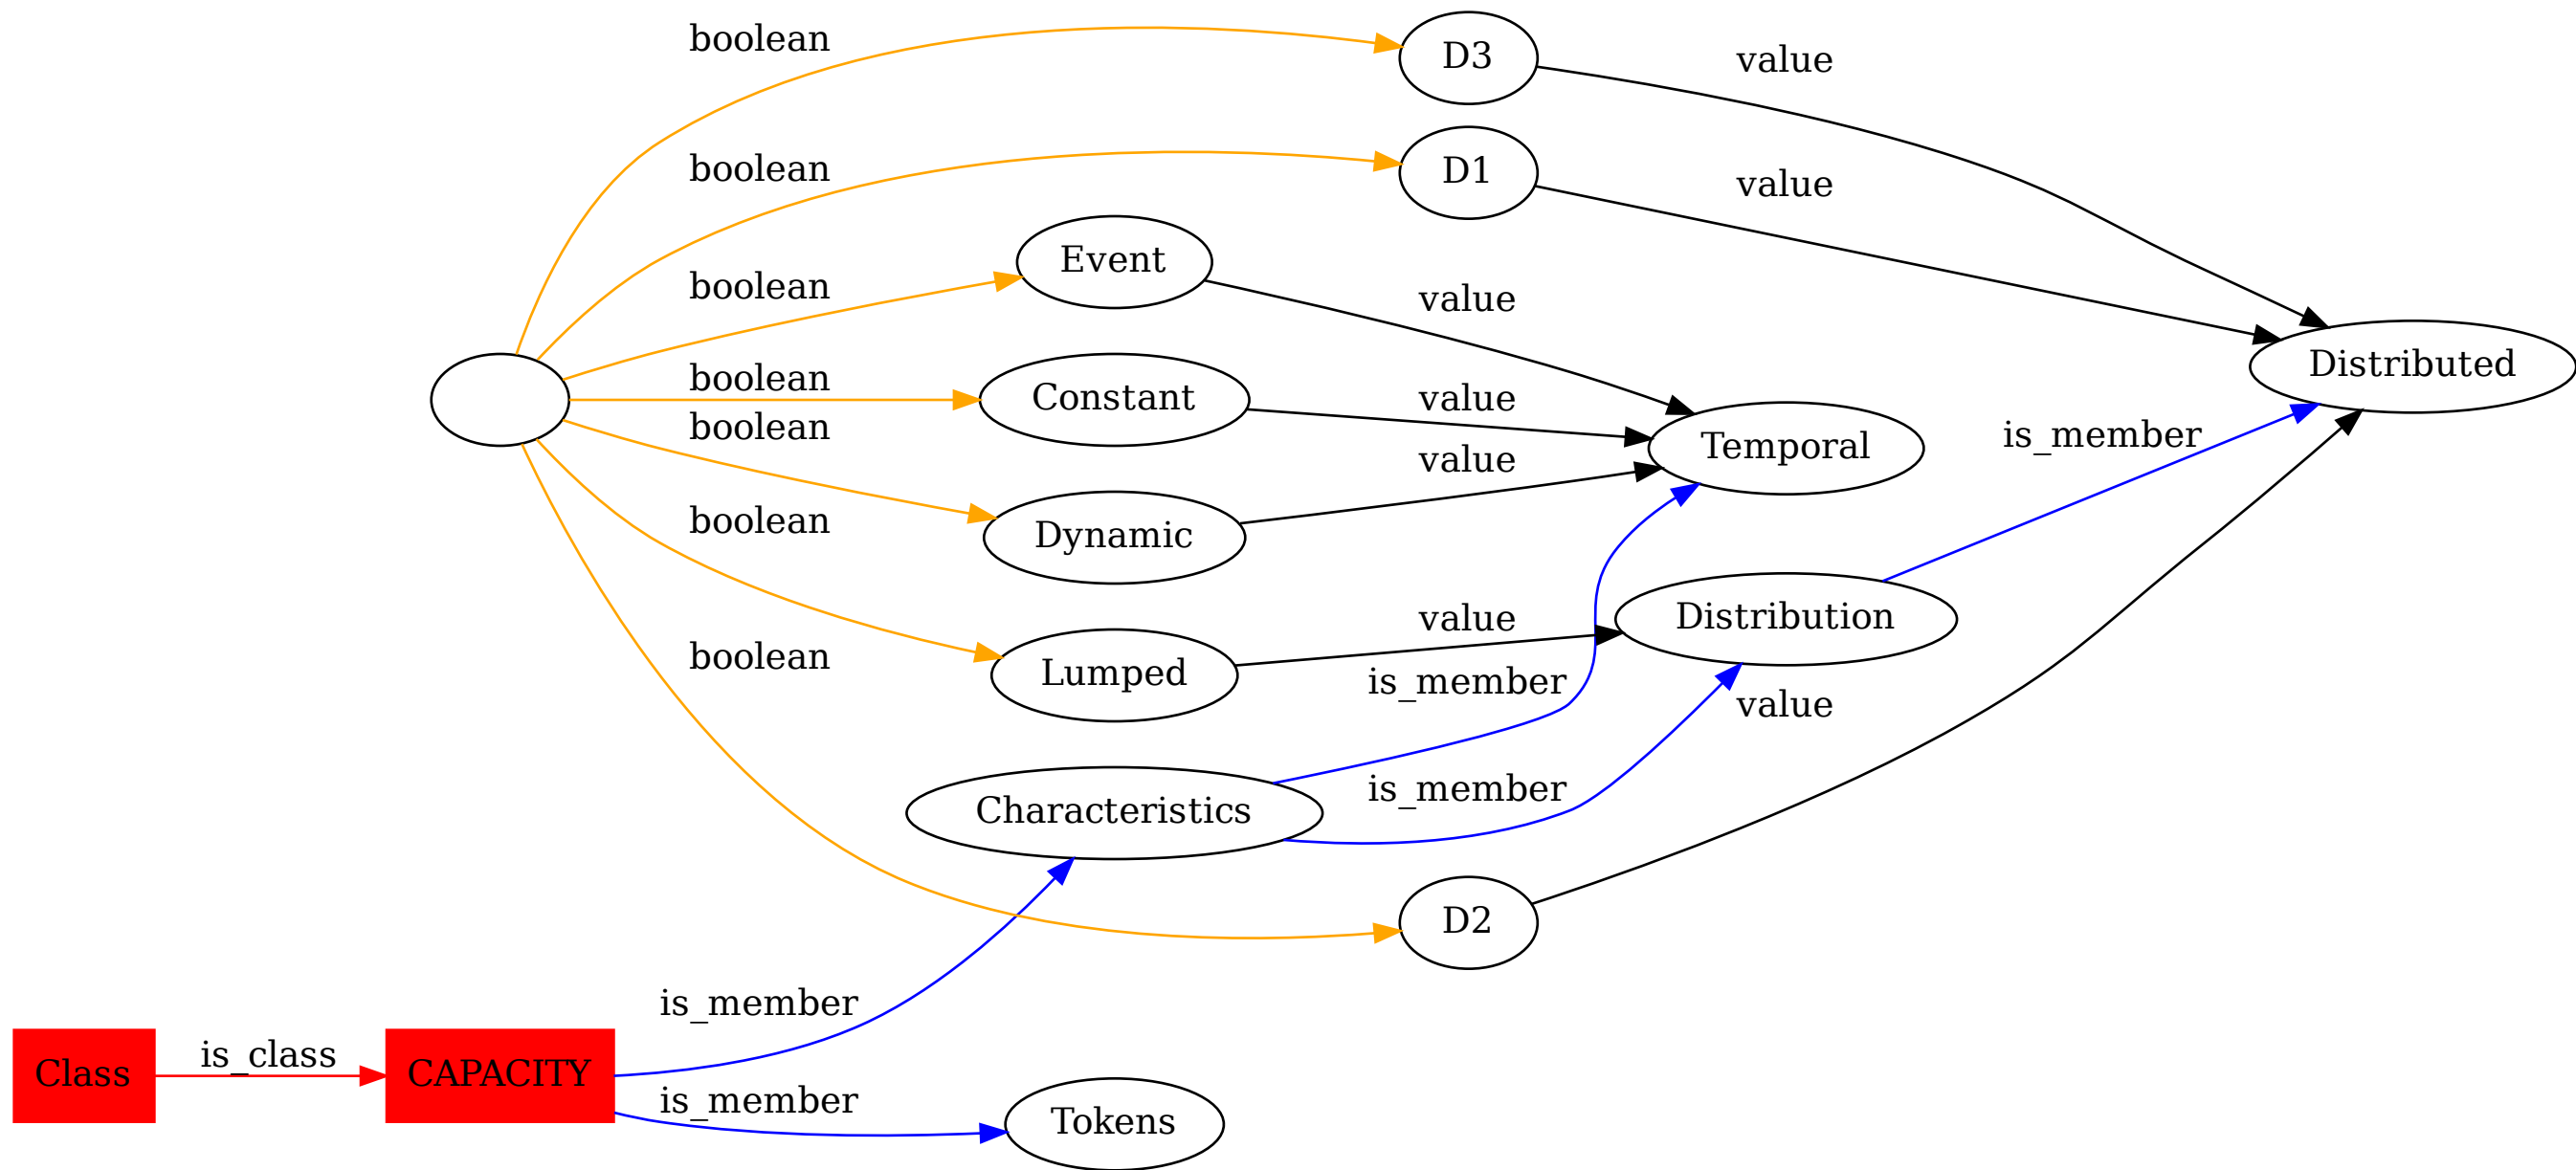 boolean
D3
value
boolean
D1
value
boolean
Event
value
Distributed
boolean
Constant
value
boolean
is_member
Temporal
value
boolean
Dynamic
value
Distribution
boolean
Lumped
is_member
value
is_member
Characteristics
D2
is_member
Class
is_class
CAPACITY
is_member
Tokens